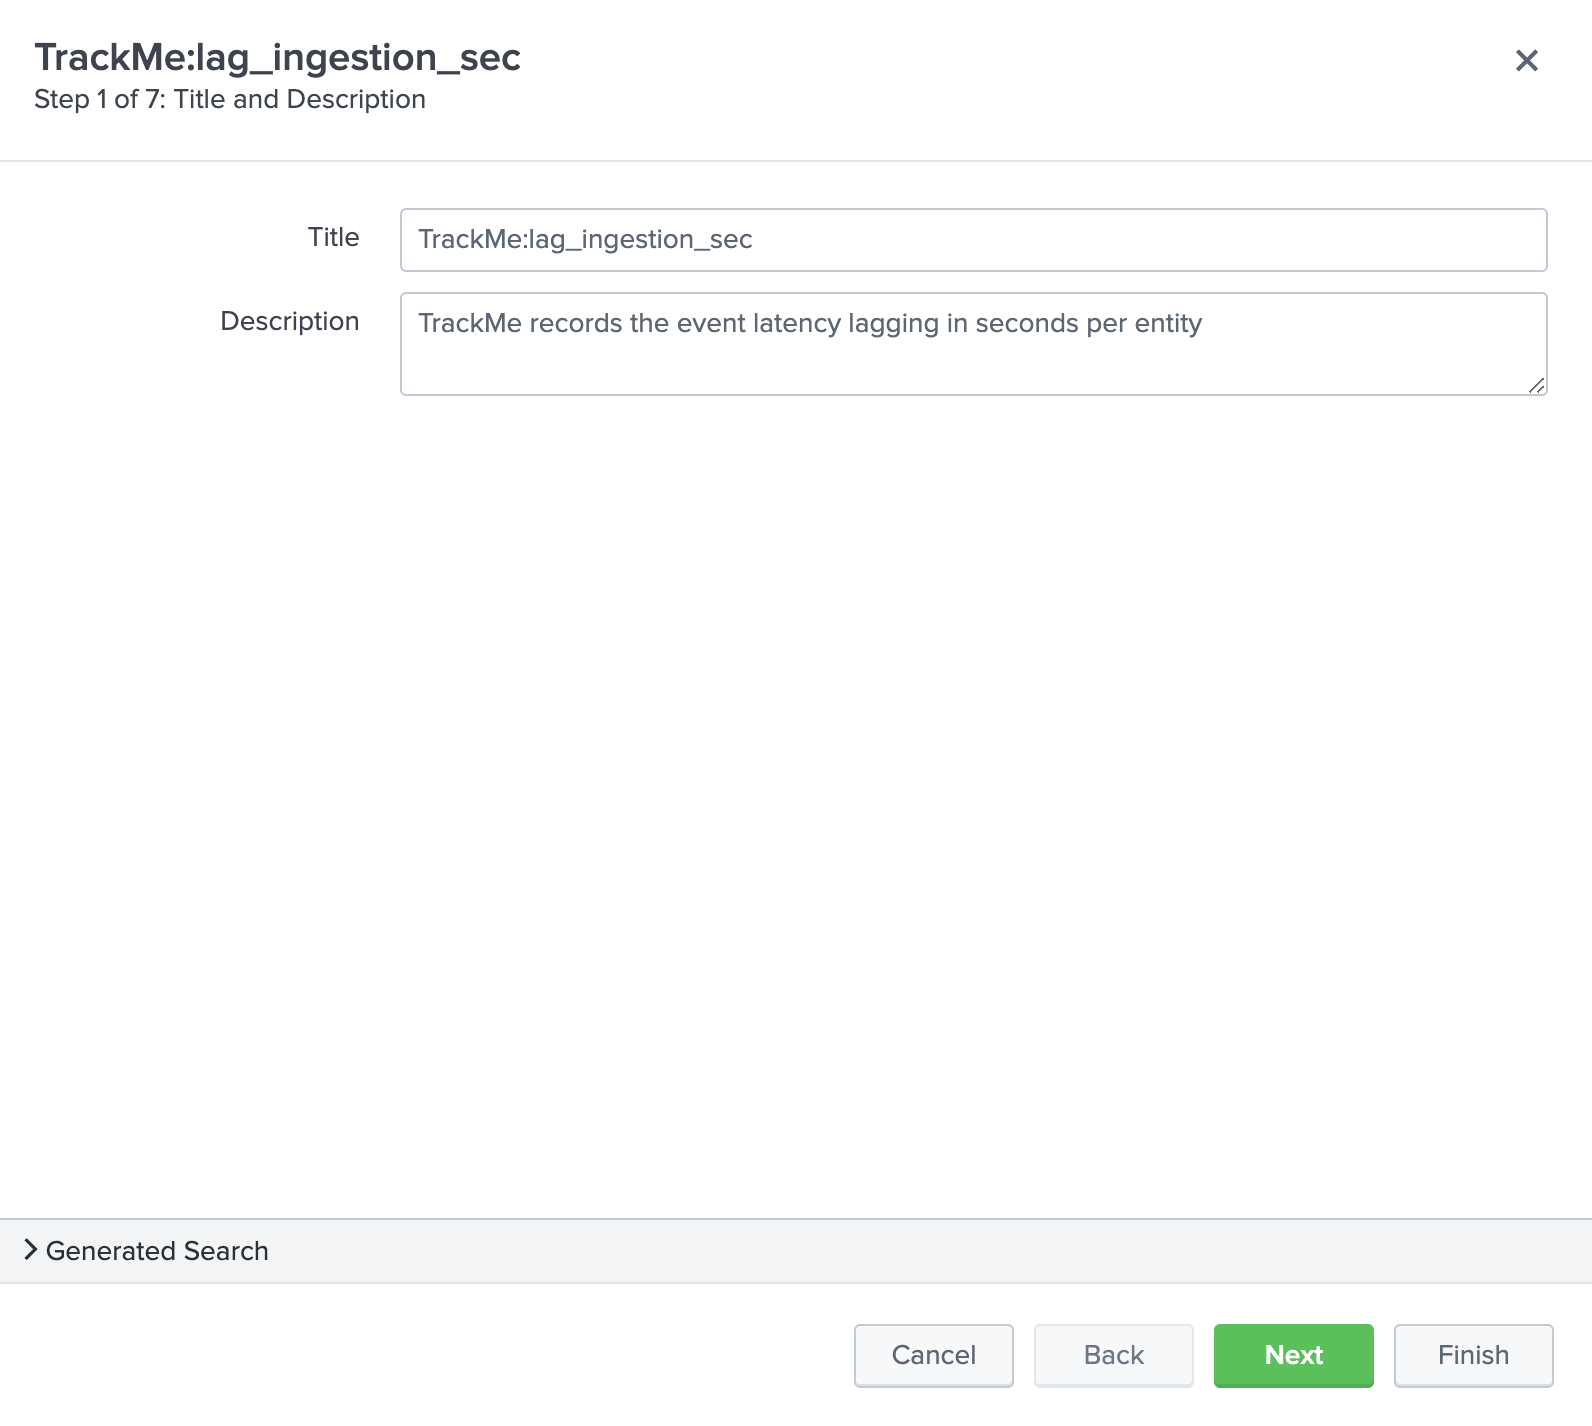 TrackMe:lag_ingestion_sec
Step 1 of 7: Title and Description
Title
TrackMe:lag_ingestion_sec
Description
TrackMe records the event latency lagging in seconds per entity
Generated Search
Cancel
Back
Next
Finish